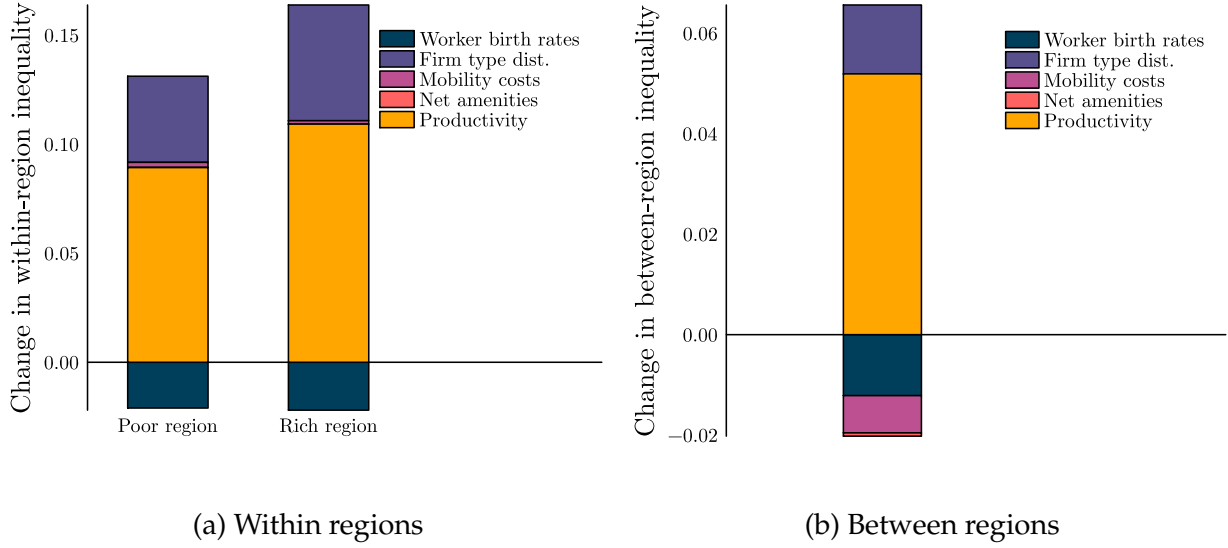 Change in within-region inequality
0.15
0.10
0.05
0.00
Poor region
Rich region
Worker birth rates
Firm type dist.
Mobility costs
Net amenities
Productivity
(a) Within regions
Change in between-region inequality
0.06
0.04
0.02
0.00
−0.02
Worker birth rates
Firm type dist.
Mobility costs
Net amenities
Productivity
(b) Between regions